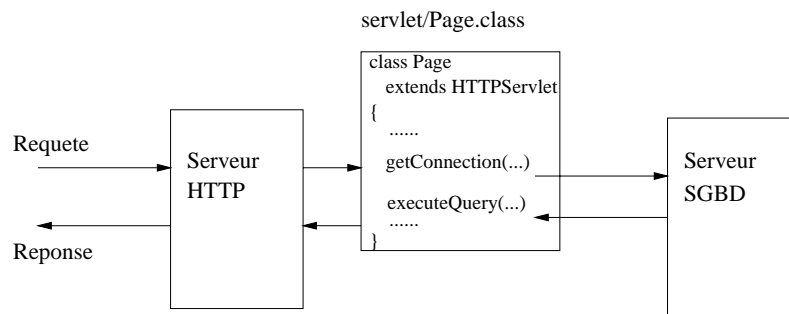 servlet/Page.class
class Page
extends HTTPServlet
{
......
getConnection(...)
executeQuery(...)
......
}
Requete
Reponse
Serveur
HTTP
Serveur
SGBD